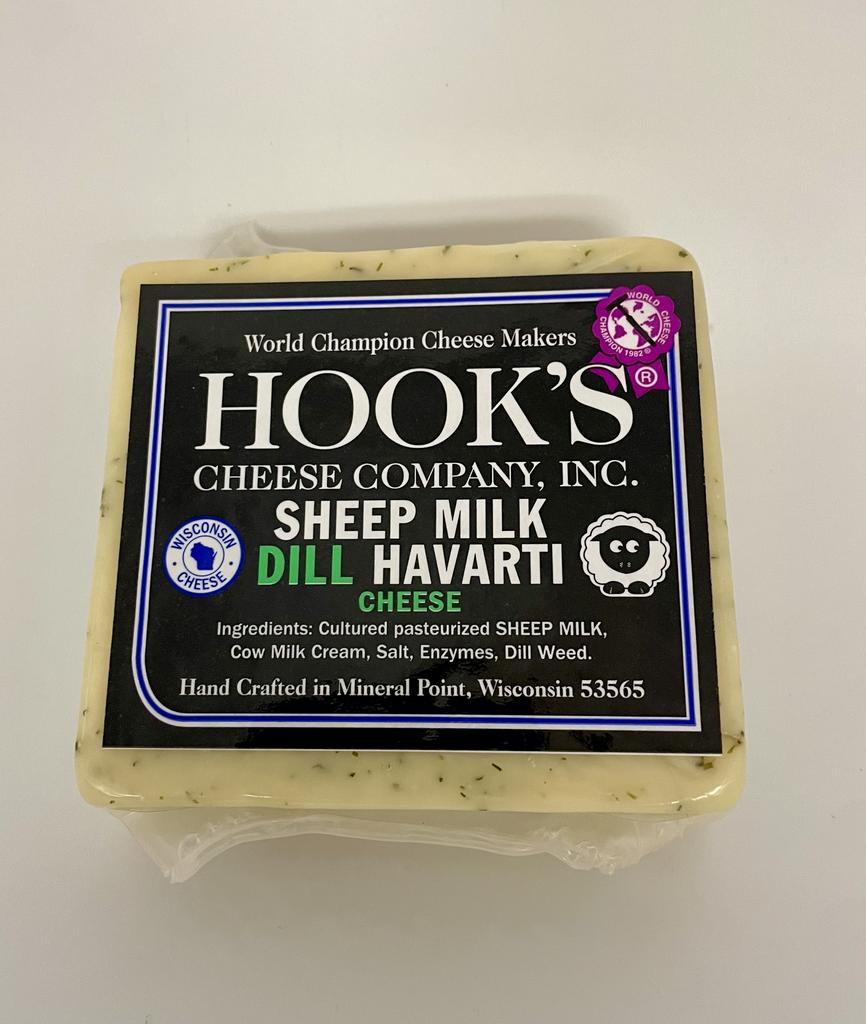 World Champion Cheese Makers
WORLD CHEESE
CHAMPION 1982 ®
HOOK'S®
CHEESE COMPANY, INC.
SHEEP MILK
WISCONSIN
CHEESE
DILL HAVARTI
CHEESE
Ingredients: Cultured pasteurized SHEEP MILK,
Cow Milk Cream, Salt, Enzymes, Dill Weed.
Hand Crafted in Mineral Point, Wisconsin 53565